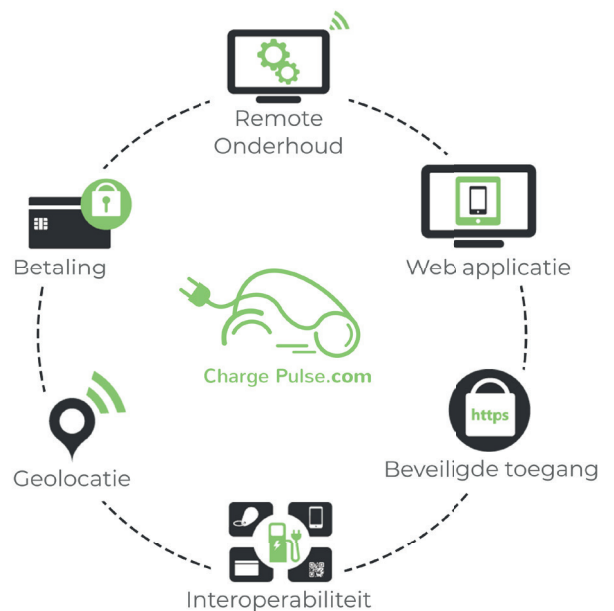 Remote
Onderhoud
Betaling
Web applicatie
Charge Pulse.com
https
Geolocatie
Beveiligde toegang
Interoperabiliteit